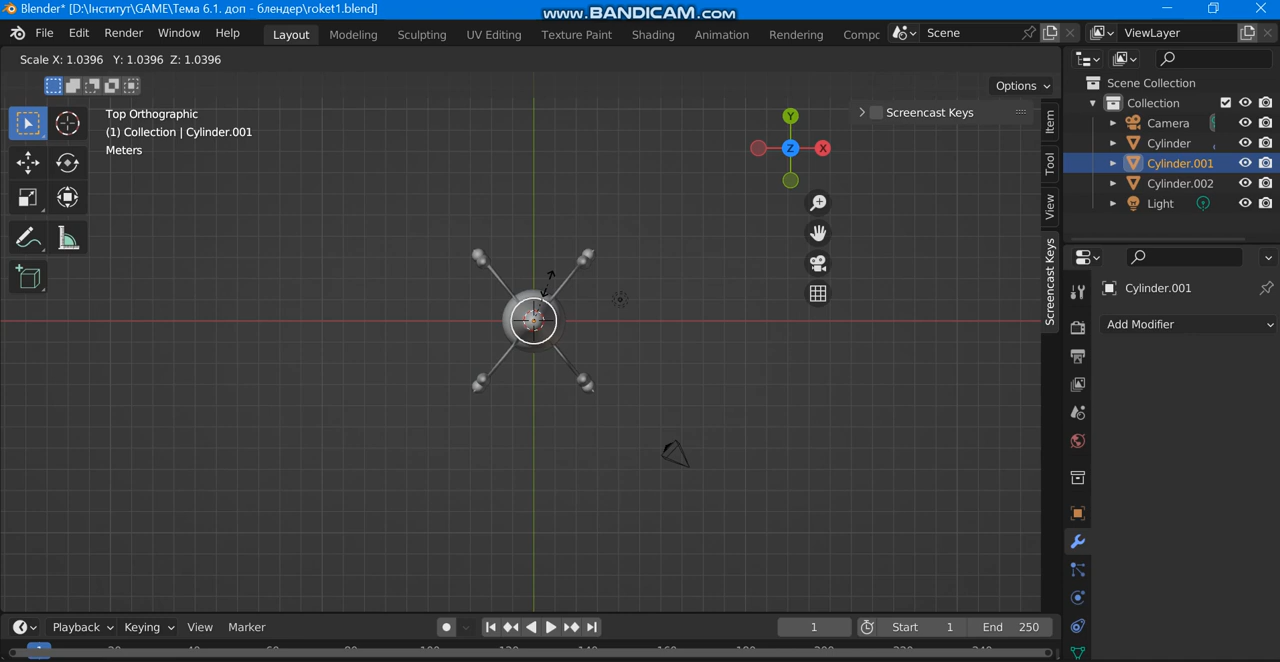 Blender* [D:\Інститут\GAME\Тема 6.1. доп - блендер\roket1.blend]
www.BANDICAM.com
File Edit Render Window Help
Layout Modeling Sculpting UV Editing Texture Paint Shading Animation Rendering Compc
Scene
ViewLayer
Scale X: 1.0396 Y: 1.0396 Z: 1.0396
Options
Top Orthographic
(1) Collection | Cylinder.001
Meters
Screencast Keys
Y
Z
X
Item
Tool
View
Screencast Keys
Scene Collection
Collection
Camera
Cylinder
Cylinder.001
Cylinder.002
Light
Cylinder.001
Add Modifier
Playback Keying View Marker
1
Start 1 End 250